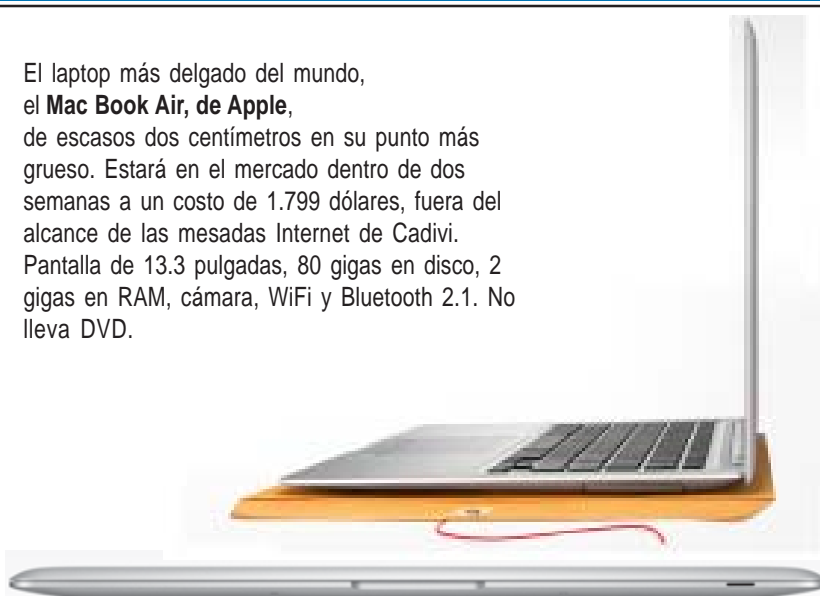 El laptop más delgado del mundo,
el Mac Book Air, de Apple,
de escasos dos centímetros en su punto más
grueso. Estará en el mercado dentro de dos
semanas a un costo de 1.799 dólares, fuera del
alcance de las mesadas Internet de Cadivi.
Pantalla de 13.3 pulgadas, 80 gigas en disco, 2
gigas en RAM, cámara, WiFi y Bluetooth 2.1. No
lleva DVD.